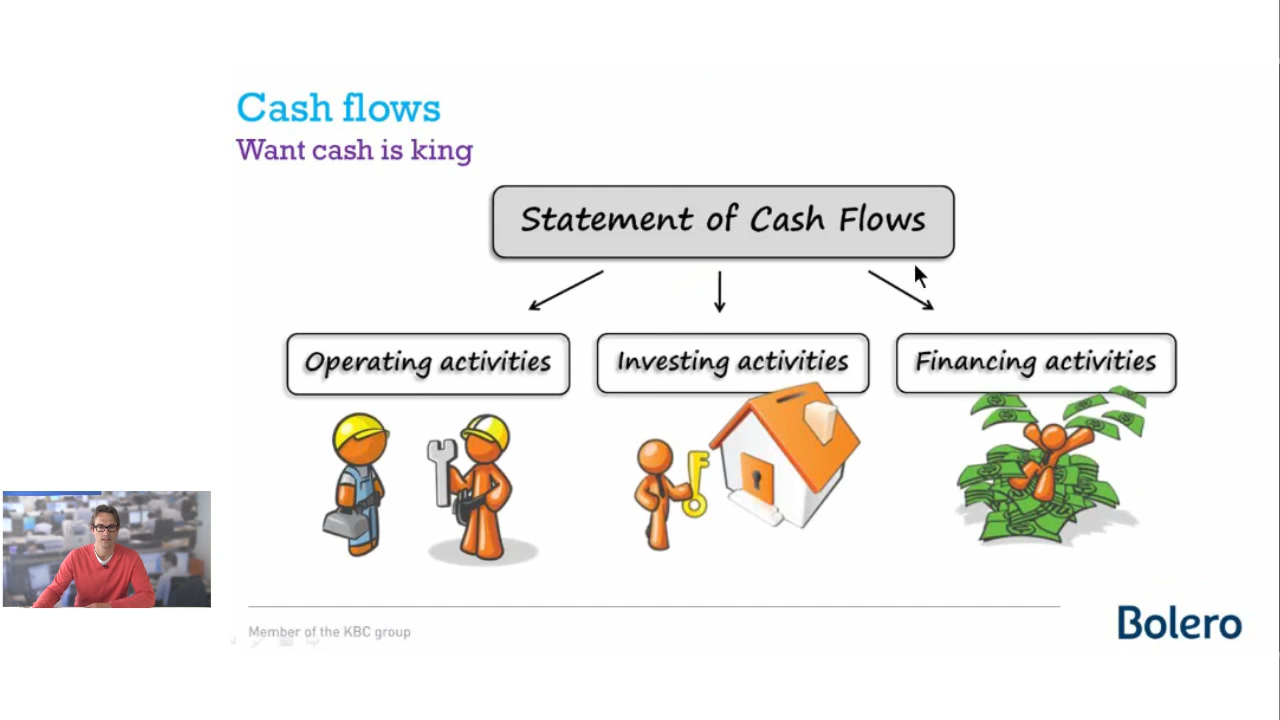 Cash flows
Want cash is king
Statement of Cash Flows
Operating activities
Investing activities
Financing activities
Member of the KBC group
Bolero